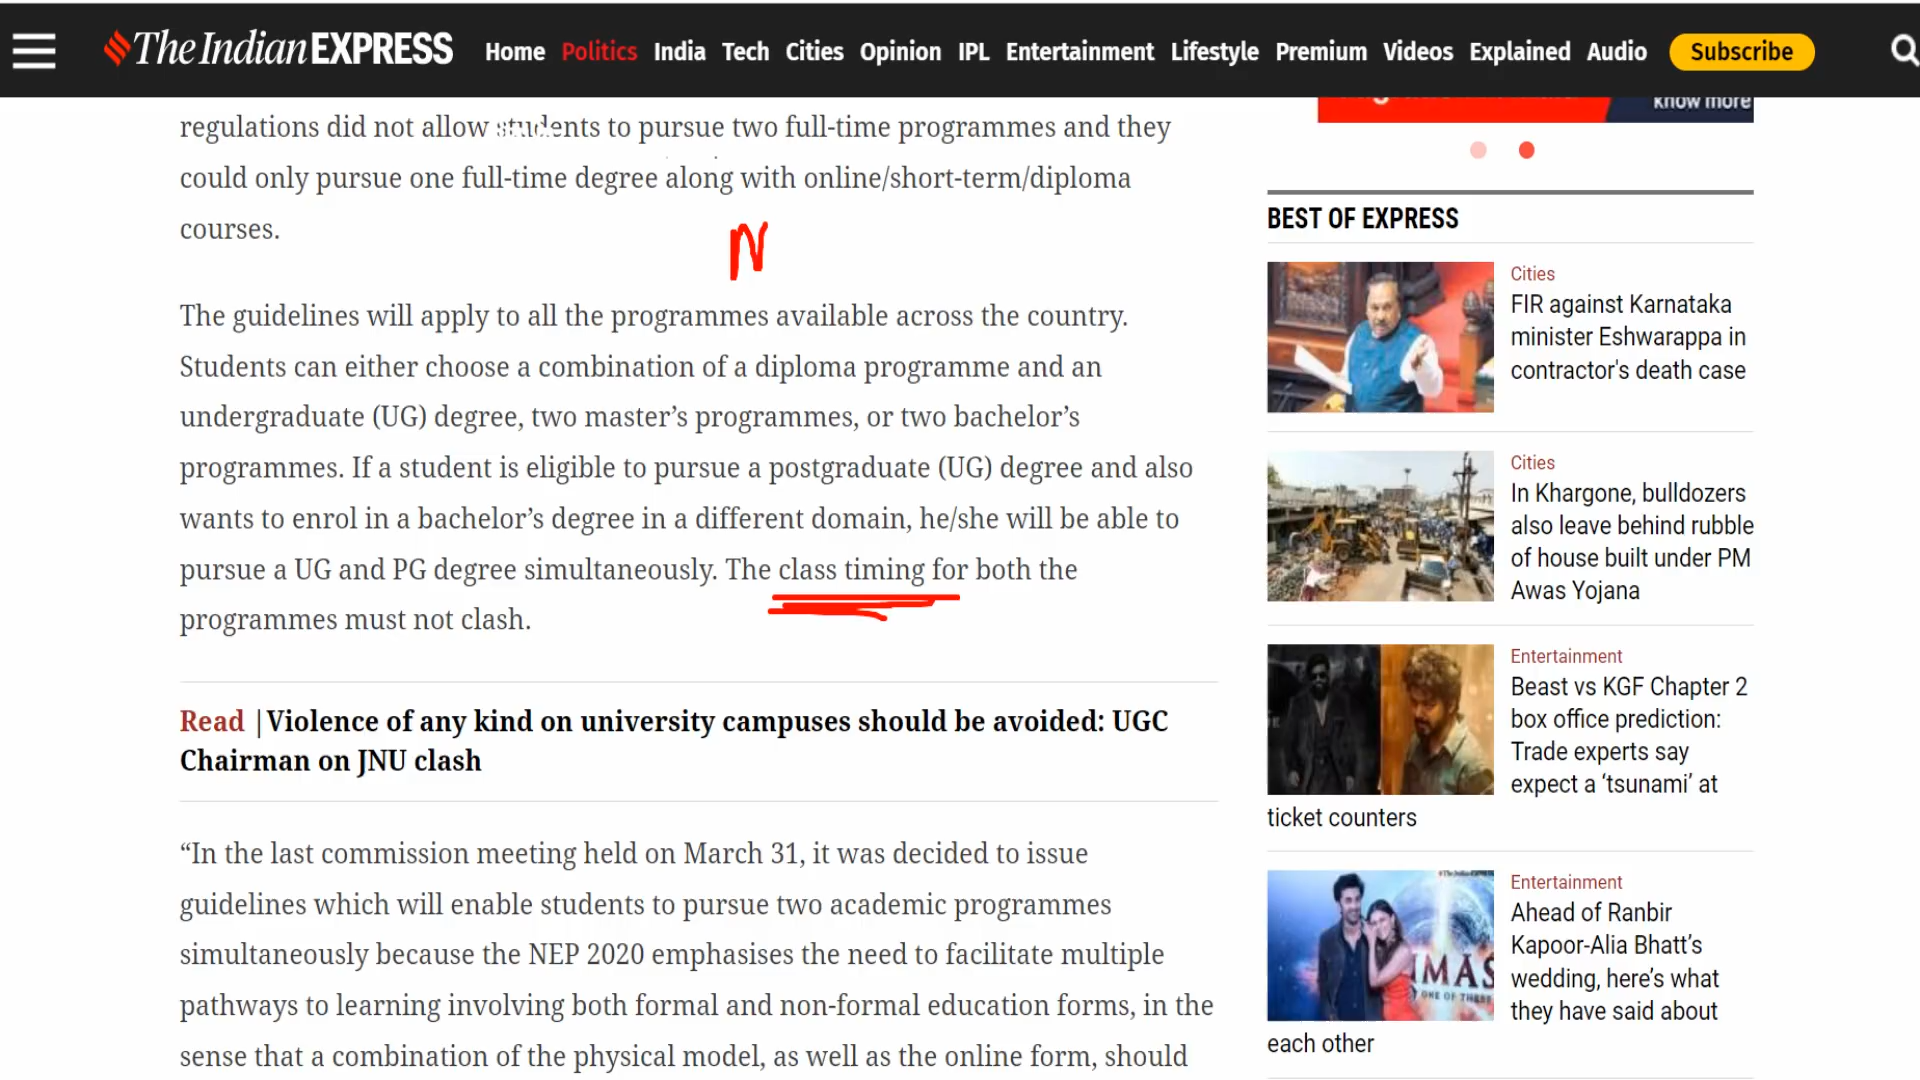 The Indian EXPRESS
Home Politics India Tech Cities Opinion IPL Entertainment Lifestyle Premium Videos Explained Audio Subscribe
know more
regulations did not allow students to pursue two full-time programmes and they
could only pursue one full-time degree along with online/short-term/diploma
courses.
N
The guidelines will apply to all the programmes available across the country.
Students can either choose a combination of a diploma programme and an
undergraduate (UG) degree, two master’s programmes, or two bachelor’s
programmes. If a student is eligible to pursue a postgraduate (UG) degree and also
wants to enrol in a bachelor’s degree in a different domain, he/she will be able to
pursue a UG and PG degree simultaneously. The class timing for both the
programmes must not clash.
Read |Violence of any kind on university campuses should be avoided: UGC
Chairman on JNU clash
“In the last commission meeting held on March 31, it was decided to issue
guidelines which will enable students to pursue two academic programmes
simultaneously because the NEP 2020 emphasises the need to facilitate multiple
pathways to learning involving both formal and non-formal education forms, in the
sense that a combination of the physical model, as well as the online form, should
BEST OF EXPRESS
Cities
FIR against Karnataka
minister Eshwarappa in
contractor's death case
Cities
In Khargone, bulldozers
also leave behind rubble
of house built under PM
Awas Yojana
Entertainment
Beast vs KGF Chapter 2
box office prediction:
Trade experts say
expect a ‘tsunami’ at
ticket counters
Entertainment
Ahead of Ranbir
Kapoor-Alia Bhatt’s
wedding, here’s what
they have said about
each other